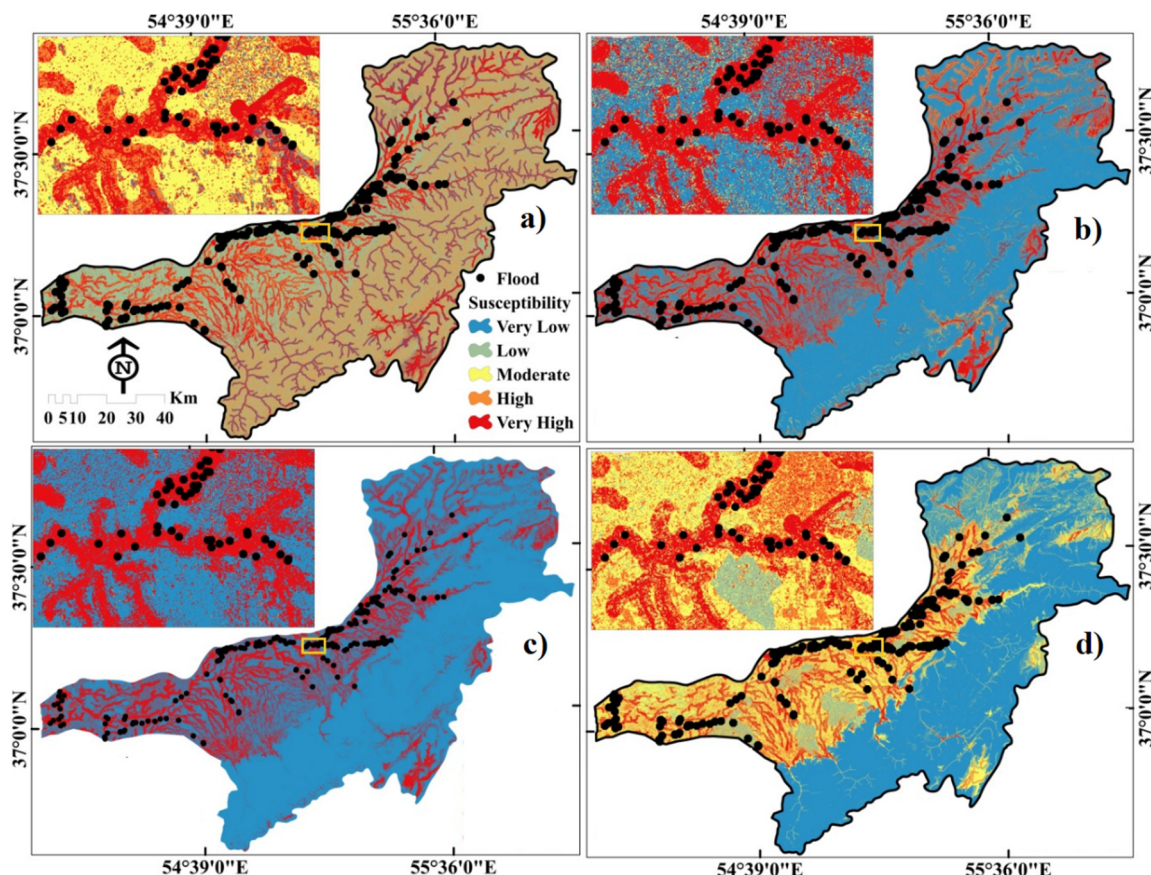 54°39'0"E 55°36'0"E 54°39'0"E 55°36'0"E
37°30'0"N
37°30'0"N
a)
b)
Flood
Susceptibility
Very Low
Low
Moderate
High
Very High
37°0'0"N
37°0'0"N
N
Km
0 5 10 20 30 40
37°30'0"N
37°30'0"N
c)
d)
37°0'0"N
37°0'0"N
54°39'0"E 55°36'0"E 54°39'0"E 55°36'0"E